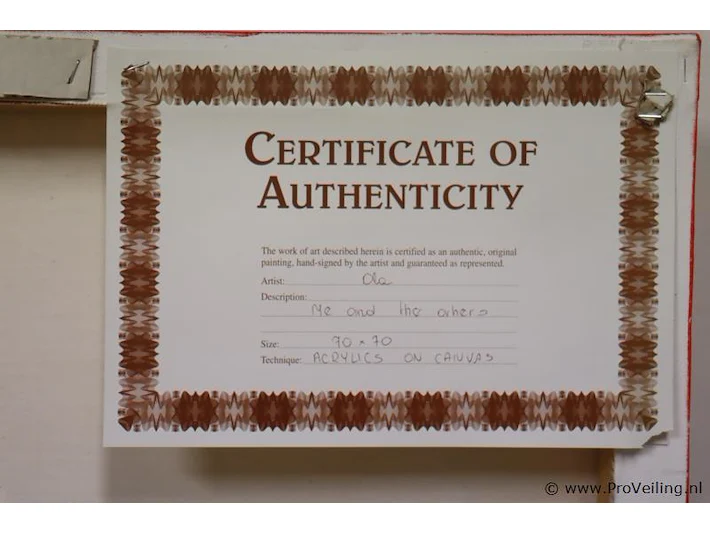 CERTIFICATE OF
AUTHENTICITY
The work of art described herein is certified as an authentic, original
painting, hand-signed by the artist and guaranteed as represented.
Artist: Ola
Description:
Me and the others
Size: 70 x 70
Technique: ACRYLICS ON CANVAS
© www.ProVeiling.nl